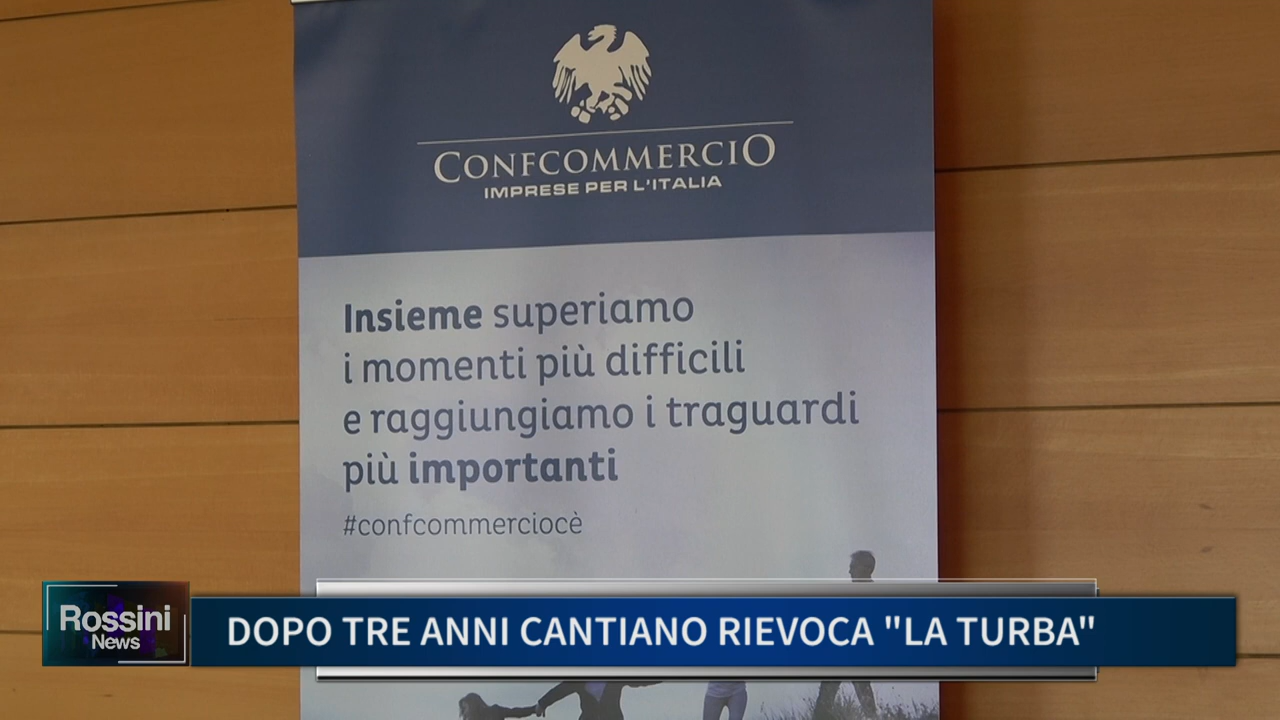 CONFCOMMERCIO
IMPRESE PER L'ITALIA
Insieme superiamo
i momenti più difficili
e raggiungiamo i traguardi
più importanti
#confcommerciocè
Rossini
News
DOPO TRE ANNI CANTIANO RIEVOCA "LA TURBA"